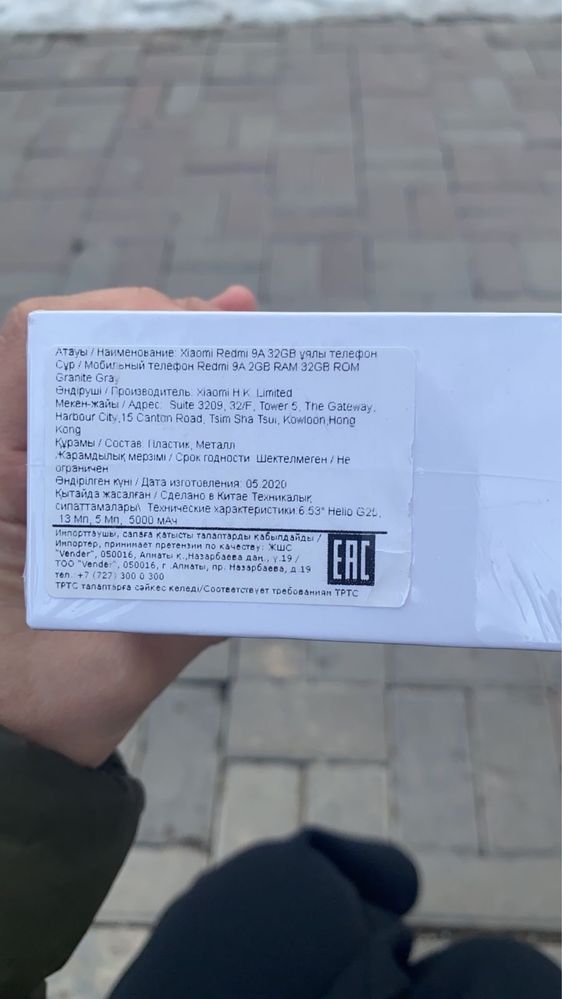 Атауы / Наименование: Xiaomi Redmi 9A 32GB ұялы телефон
Сұр / Мобильный телефон Redmi 9A 2GB RAM 32GB ROM
Granite Gray
Өндіруші / Производитель: Xiaomi H.K. Limited
Мекен-жайы / Адрес: Suite 3209, 32/F, Tower 5, The Gateway,
Harbour City,15 Canton Road, Tsim Sha Tsui, Kowloon,Hong
Kong
Құрамы / Состав: Пластик, Металл
Жарамдылық мерзімі / Срок годности: Шектелмеген / Не
ограничен
Өндірілген күні / Дата изготовления: 05.2020
Қытайда жасалған / Сделано в Китае Техникалық
сипаттамалары\ Технические характеристики 6.53" Helio G25,
13 Мп, 5 Мп, 5000 мАч
Импорттаушы, сапаға қатысты талаптарды қабылдайды /
Импортер, принимает претензии по качеству: ЖШС
"Vender", 050016, Алматы қ.,Назарбаева даң., ү.19 /
ТОО "Vender", 050016, г .Алматы, пр. Назарбаева, д.19
тел. +7 (727) 300 0 300
ТРТС талаптарға сәйкес келеді/Соответствует требованиям ТРТС
EAC